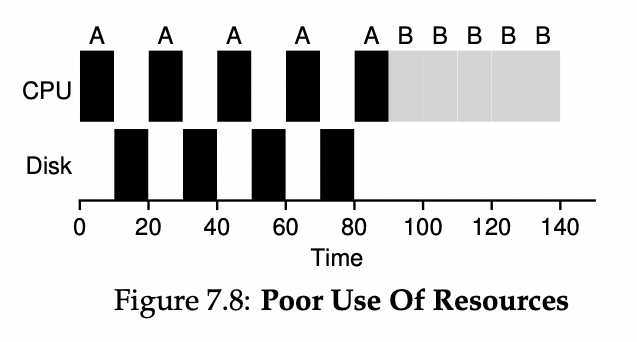 A A A A A B B B B B
CPU
Disk
0 20 40 60 80 100 120 140
Time
Figure 7.8: Poor Use Of Resources